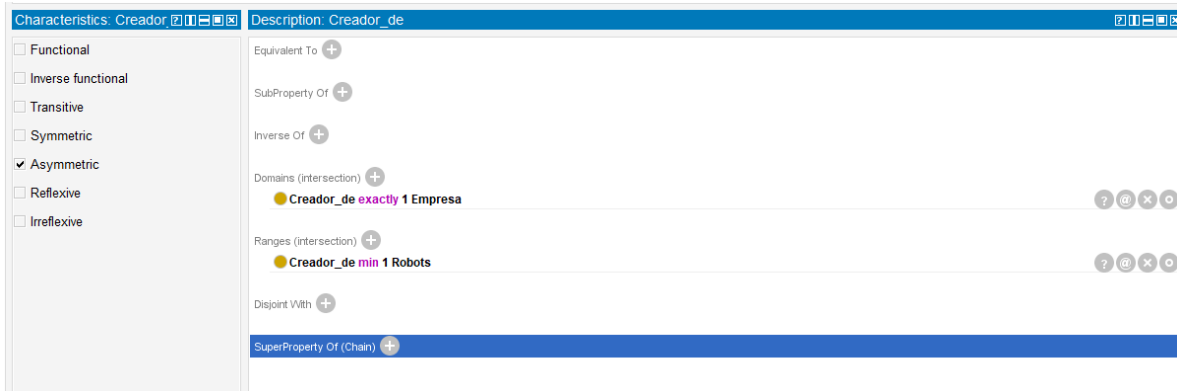 Characteristics: Creador_
Description: Creador_de
Functional
Inverse functional
Transitive
Symmetric
Asymmetric
Reflexive
Irreflexive
Equivalent To
SubProperty Of
Inverse Of
Domains (intersection)
Creador_de exactly 1 Empresa
Ranges (intersection)
Creador_de min 1 Robots
Disjoint With
SuperProperty Of (Chain)